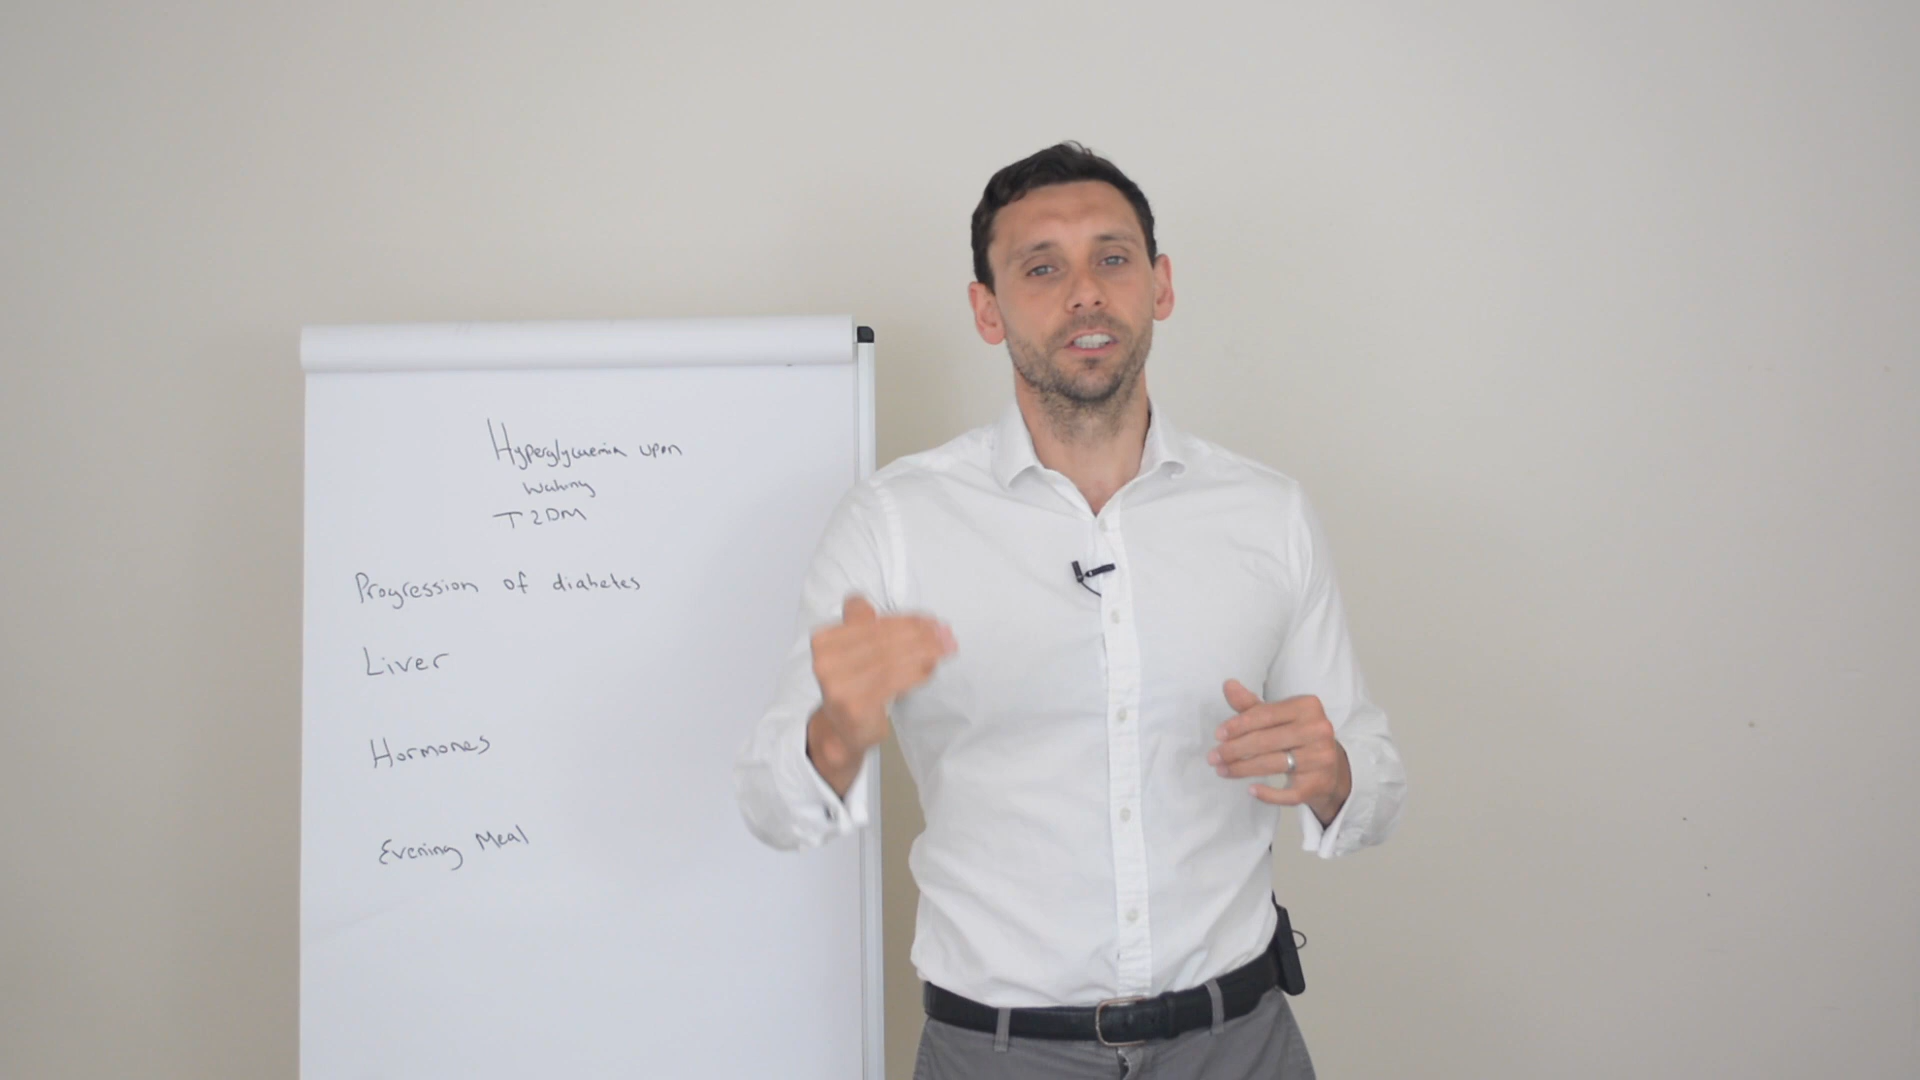 Hyperglycaemia upon
waking
T2DM
Progression of diabetes
Liver
Hormones
Evening Meal